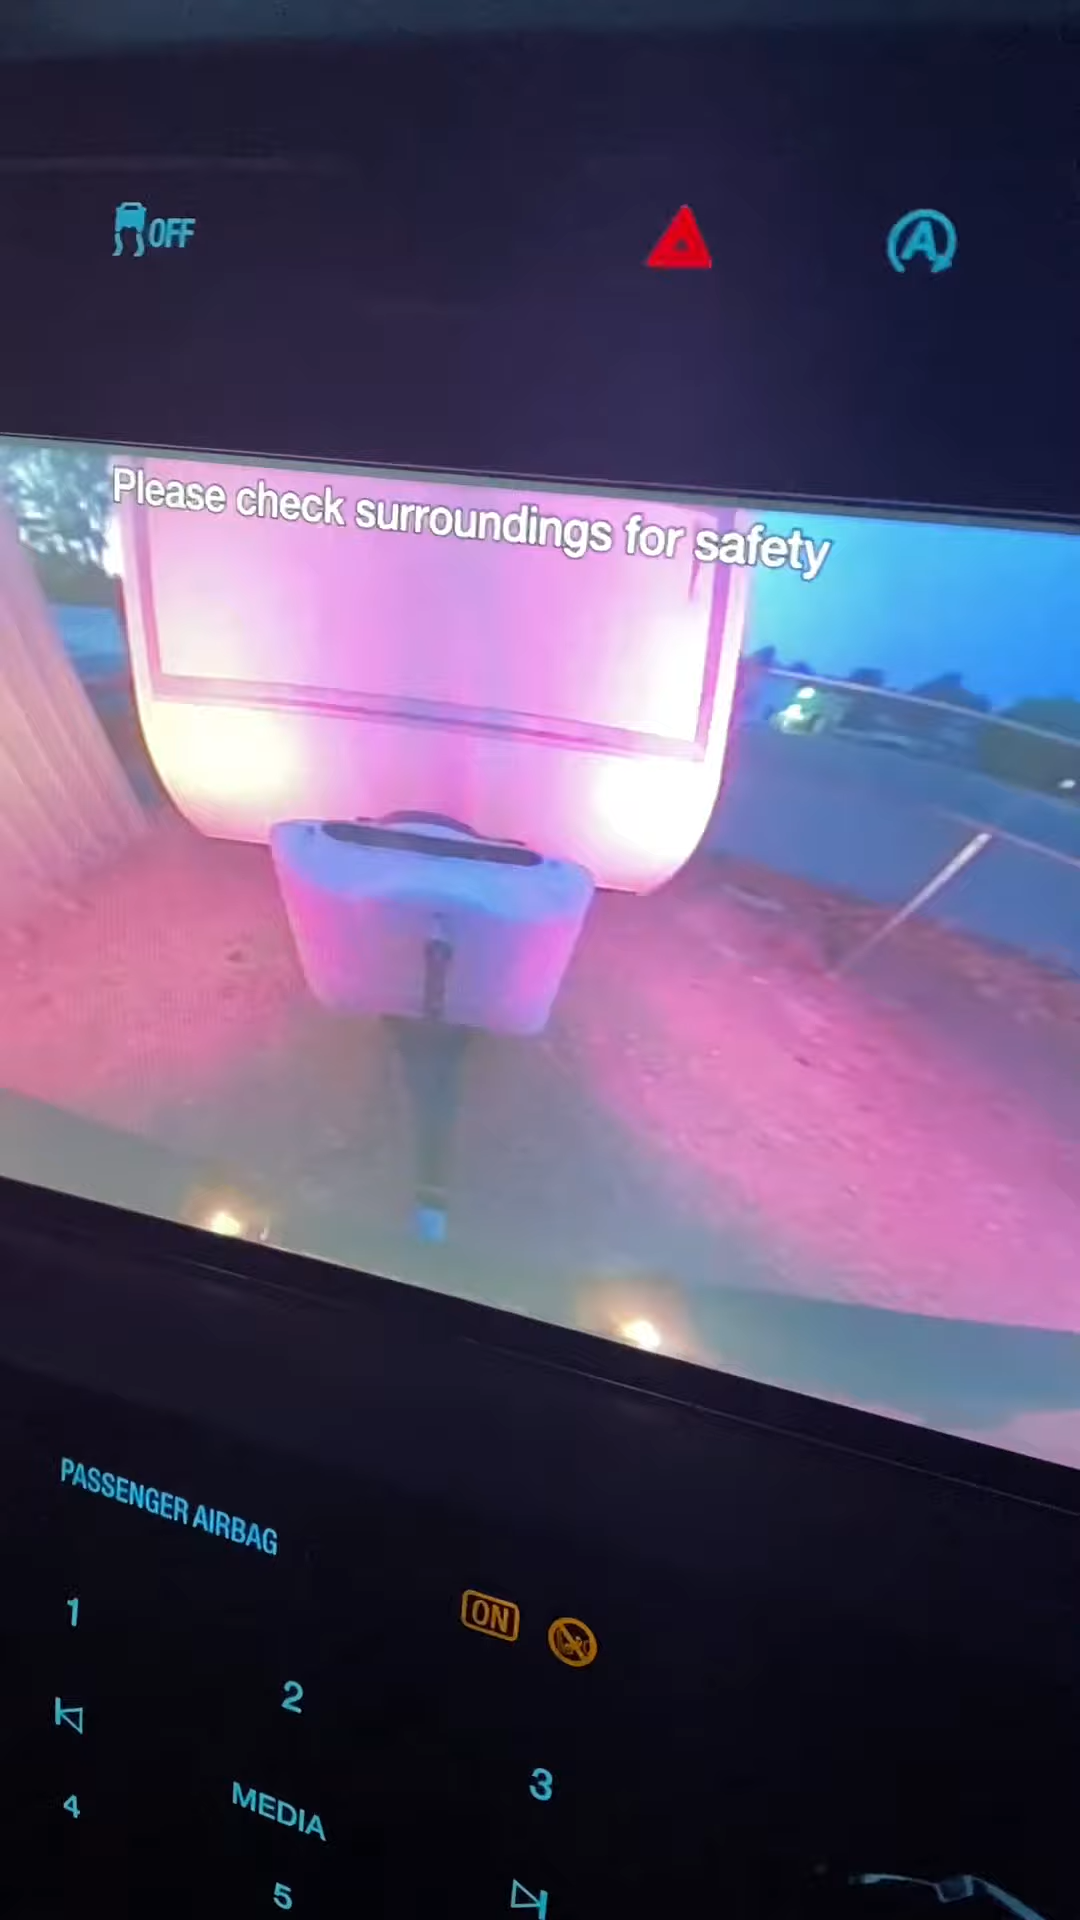 OFF
A
Please check surroundings for safety
PASSENGER AIRBAG
1
ON
2
3
4
MEDIA
5